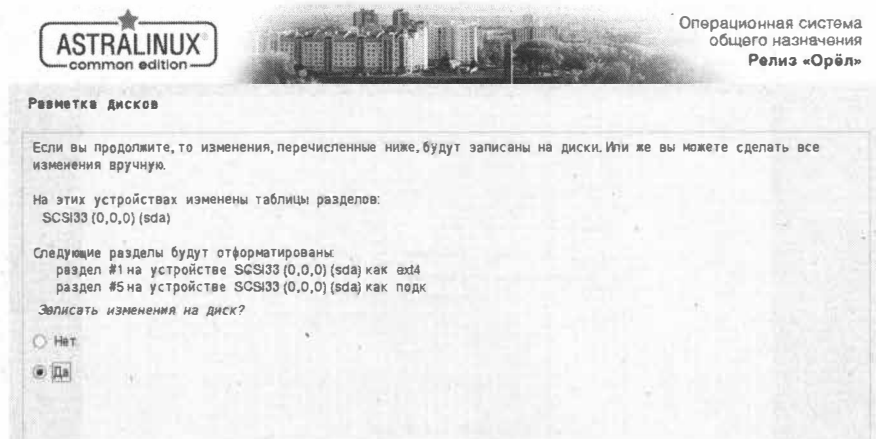 ASTRALINUX
common edition
Операционная система
общего назначения
Релиз «Орёл»
Разметка дисков
Если вы продолжите, то изменения, перечисленные ниже, будут записаны на диски. Или же вы можете сделать все
изменения вручную.
На этих устройствах изменены таблицы разделов:
SCSI33 (0,0,0) (sda)
Следующие разделы будут отформатированы:
раздел #1 на устройстве SCSI33 (0,0,0) (sda) как ext4
раздел #5 на устройстве SCSI33 (0,0,0) (sda) как подк
Записать изменения на диск?
Нет
Да